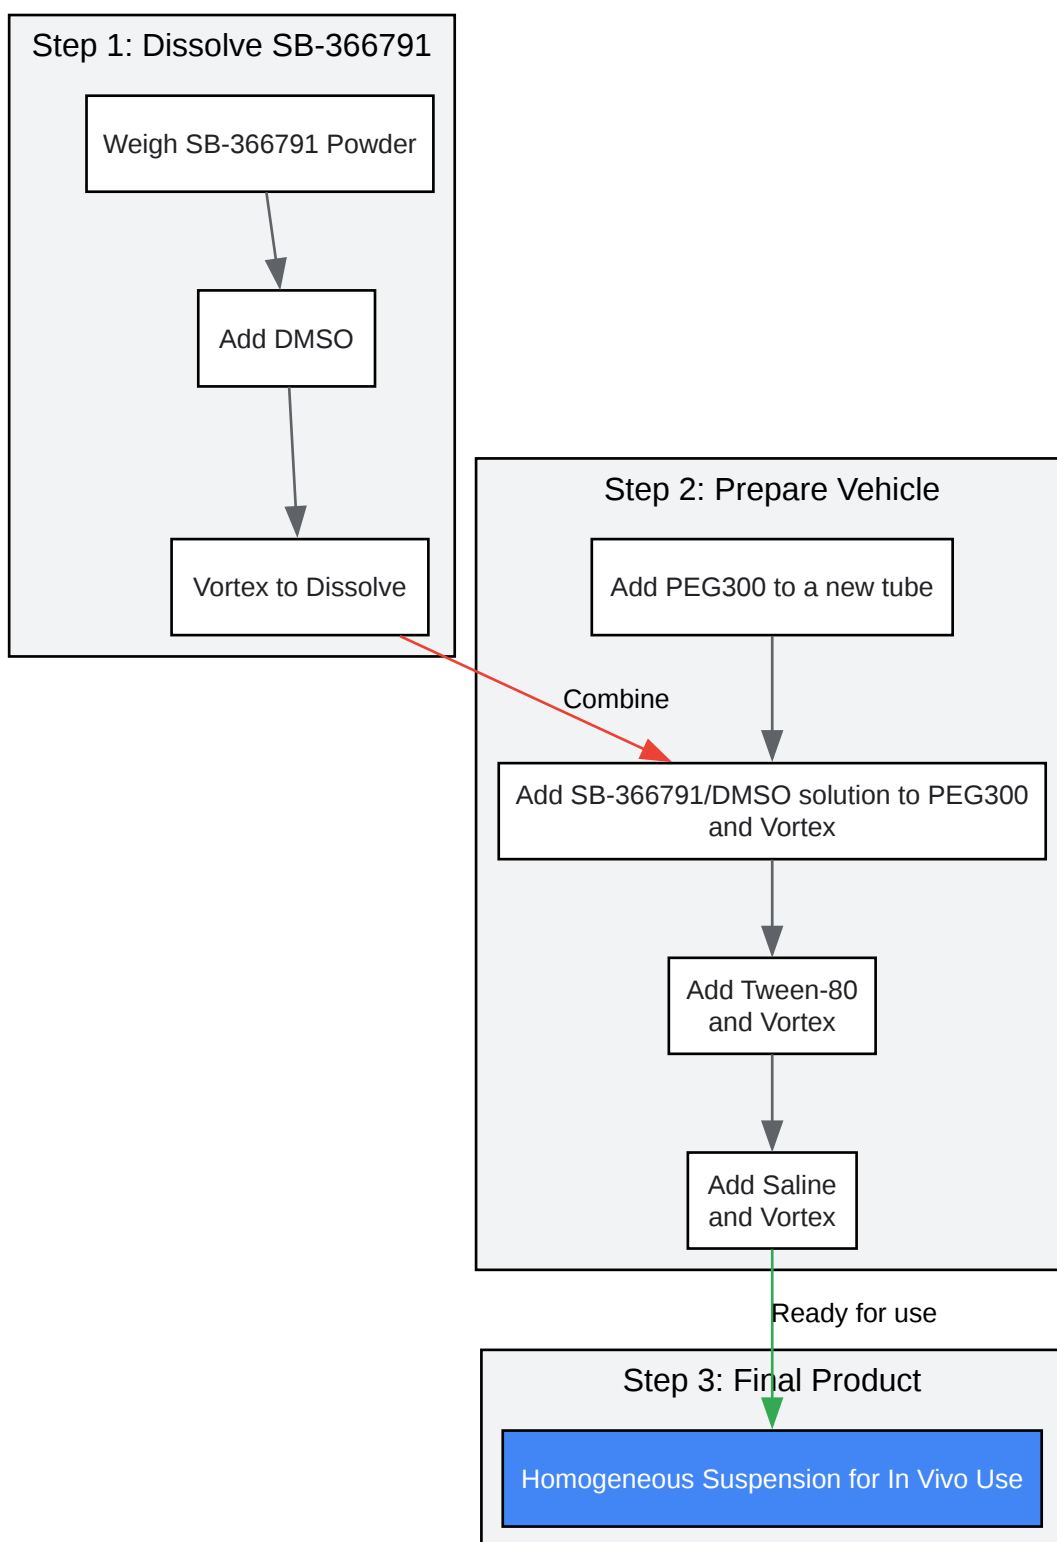 Step 1: Dissolve SB-366791
Weigh SB-366791 Powder
Add DMSO
Vortex to Dissolve
Combine
Step 2: Prepare Vehicle
Add PEG300 to a new tube
Add SB-366791/DMSO solution to PEG300
and Vortex
Add Tween-80
and Vortex
Add Saline
and Vortex
Ready for use
Step 3: Final Product
Homogeneous Suspension for In Vivo Use